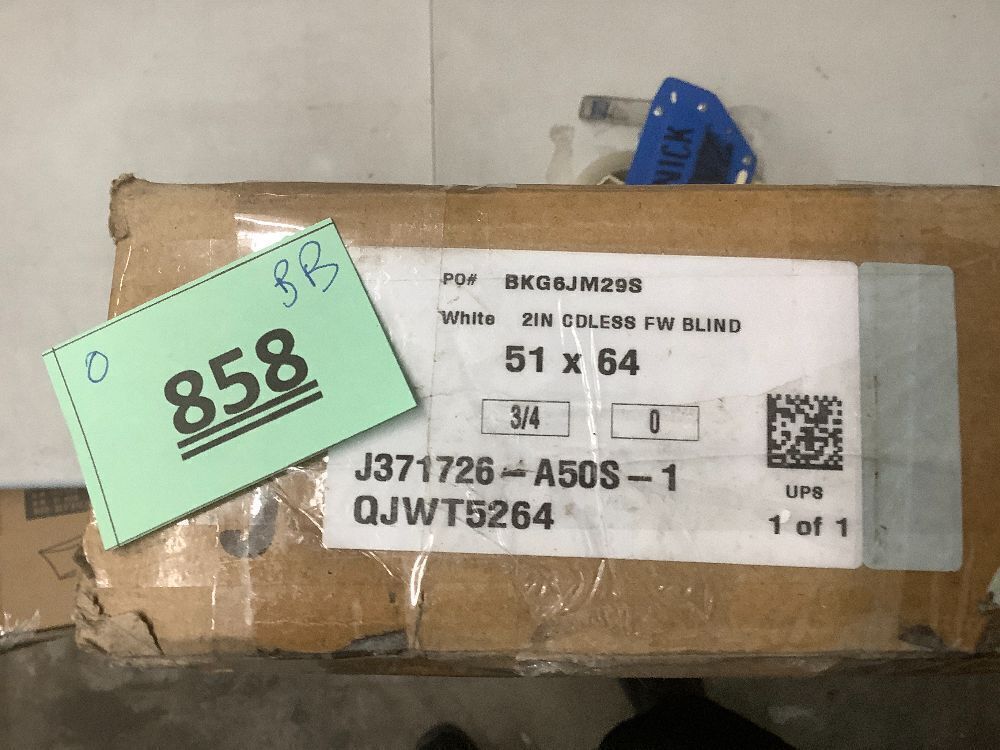 NICK
BB
O
858
PO# BKG6JM29S
White 2IN CDLESS FW BLIND
51 x 64
3/4 0
J371726-A50S-1
QJWT5264
UPS
1 of 1